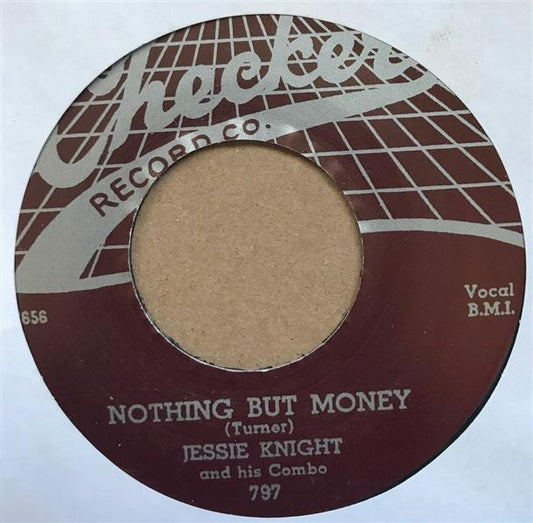 Checker
RECORD CO.
656
Vocal
B.M.I.
NOTHING BUT MONEY
(Turner)
JESSIE KNIGHT
and his Combo
797